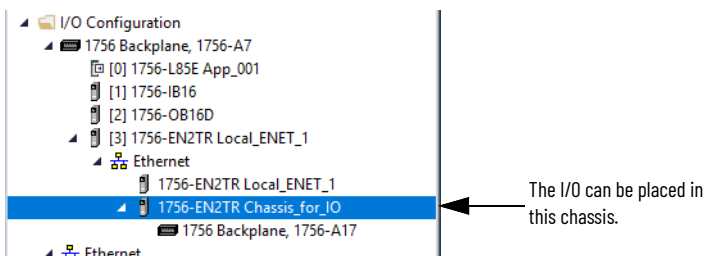 I/O Configuration
1756 Backplane, 1756-A7
[0] 1756-L85E App_001
[1] 1756-IB16
[2] 1756-OB16D
[3] 1756-EN2TR Local_ENET_1
Ethernet
1756-EN2TR Local_ENET_1
1756-EN2TR Chassis_for_IO
1756 Backplane, 1756-A17
Ethernet
The I/O can be placed in
this chassis.